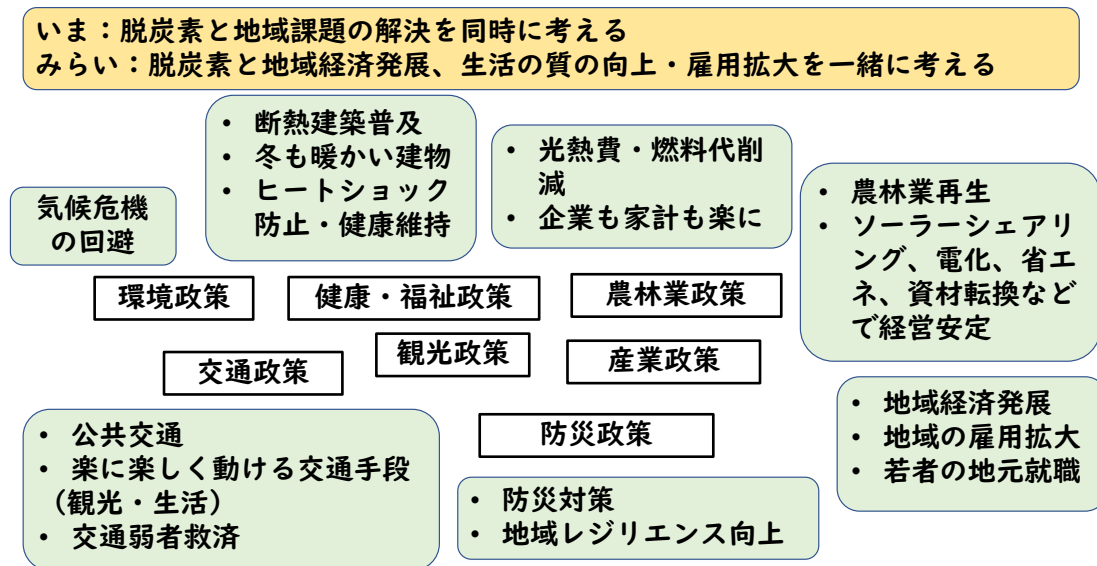 いま：脱炭素と地域課題の解決を同時に考える
みらい：脱炭素と地域経済発展、生活の質の向上・雇用拡大を一緒に考える
気候危機
の回避
• 断熱建築普及
• 冬も暖かい建物
• ヒートショック
防止・健康維持
• 光熱費・燃料代削
減
• 企業も家計も楽に
• 農林業再生
• ソーラーシェアリ
ング、電化、省エ
ネ、資材転換など
で経営安定
環境政策
健康・福祉政策
農林業政策
交通政策
観光政策
産業政策
防災政策
• 公共交通
• 楽に楽しく動ける交通手段
（観光・生活）
• 交通弱者救済
• 防災対策
• 地域レジリエンス向上
• 地域経済発展
• 地域の雇用拡大
• 若者の地元就職